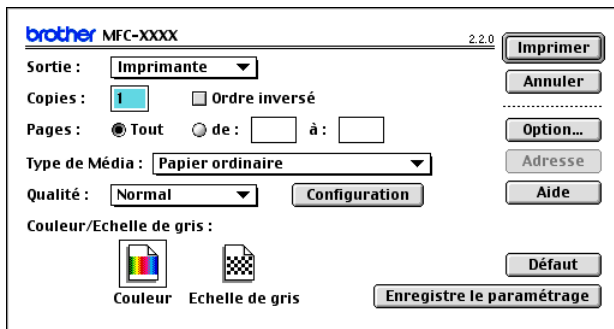 brother MFC-XXXX 2.2.0 Imprimer
Sortie : Imprimante
Annuler
Copies : 1 Ordre inversé
Pages : Tout de : à : Option...
Type de Média : Papier ordinaire Adresse
Qualité : Normal Configuration Aide
Couleur/Echelle de gris :
Défaut
Couleur Echelle de gris Enregistre le paramétrage